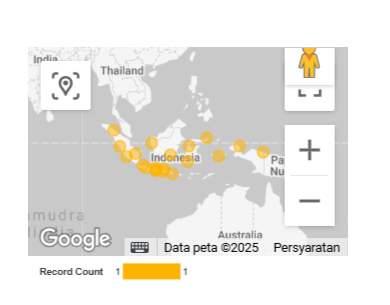 India
Thailand
Indonesia
Pa
Nu
amudra
Australia
Google
Data peta ©2025
Persyaratan
Record Count 1 1